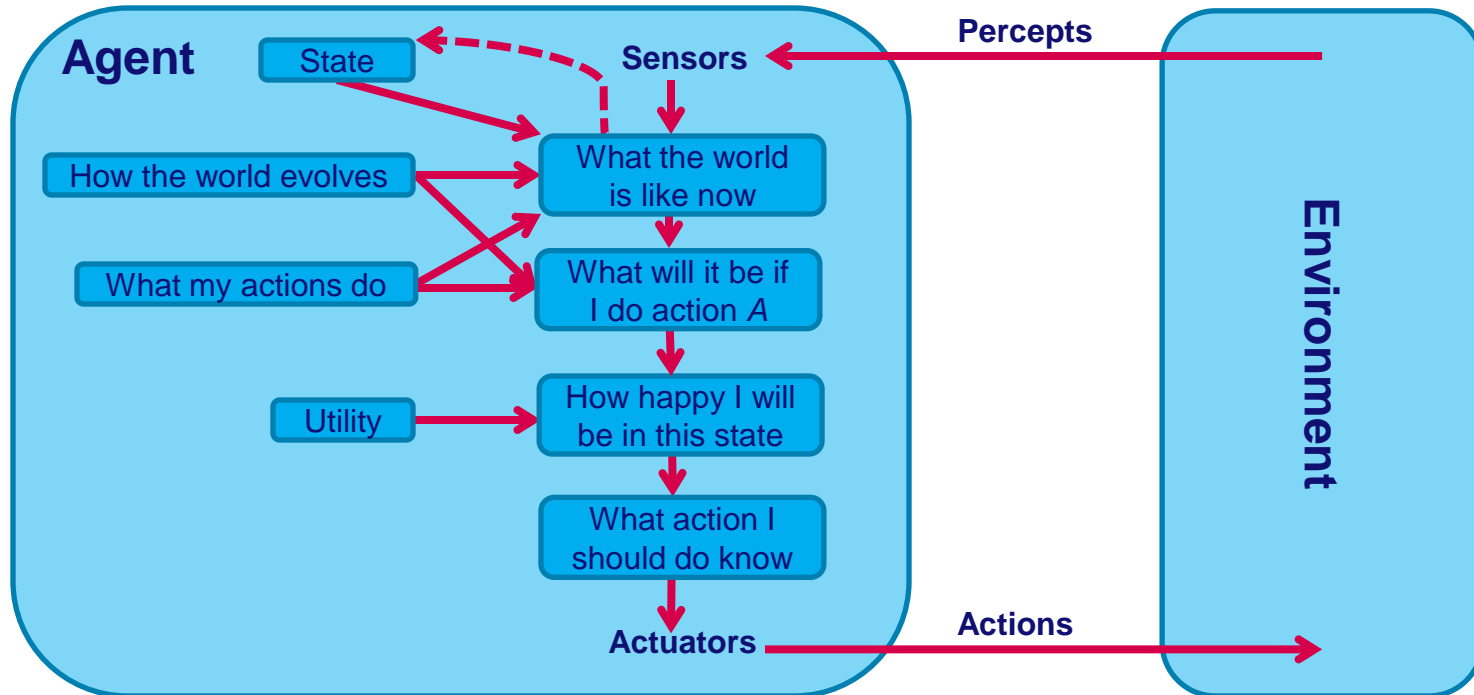 Agent
State
Sensors
Percepts
How the world evolves
What the world
is like now
What my actions do
What will it be if
I do action A
Utility
How happy I will
be in this state
What action I
should do know
Actuators
Actions
Environment